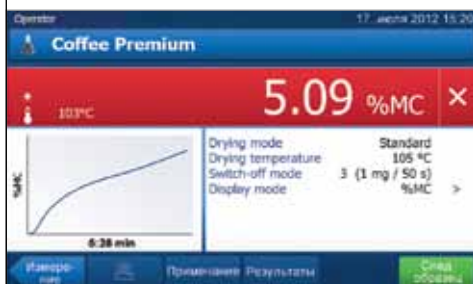 Operator 17. июля 2012 15:20
Coffee Premium
103°C 5.09 %MC ×
Drying mode Standard
Drying temperature 105 °C
Switch-off mode 3 (1 mg / 50 s)
Display mode %MC >
%MC
6:38 min
Измере-
ние Примечание Результаты След
образец